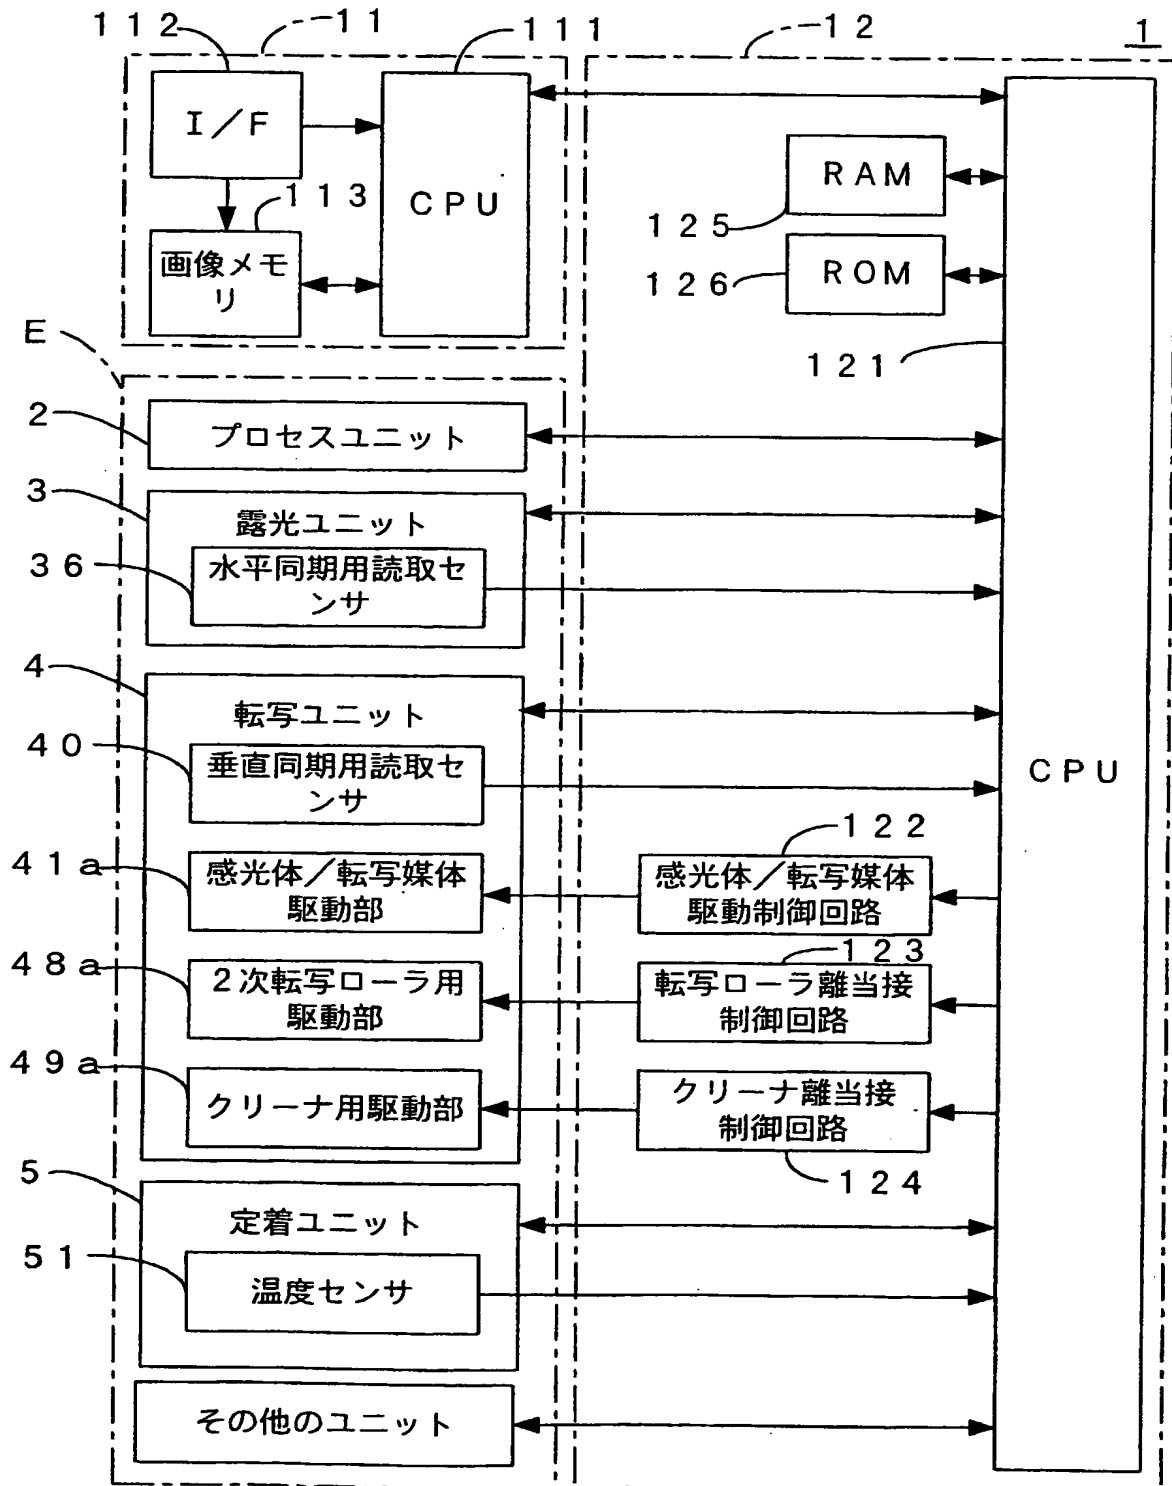 112
11
111
12
1
I／F
CPU
RAM
113
125
画像メモ
リ
ROM
126
E
121
2
プロセスユニット
3
露光ユニット
36
水平同期用読取セ
ンサ
4
転写ユニット
40
垂直同期用読取セ
ンサ
CPU
122
41a
感光体／転写媒体
駆動部
感光体／転写媒体
駆動制御回路
123
48a
2次転写ローラ用
駆動部
転写ローラ離当接
制御回路
49a
クリーナ用駆動部
クリーナ離当接
制御回路
124
5
定着ユニット
51
温度センサ
その他のユニット